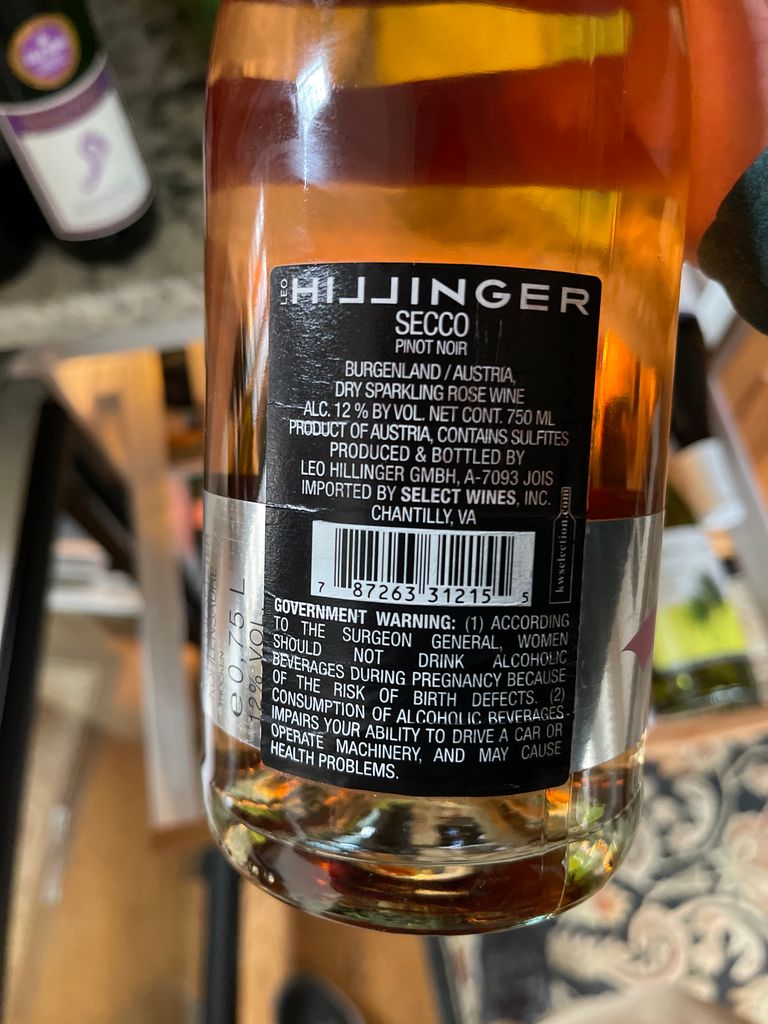 LEO HILLINGER
SECCO
PINOT NOIR
BURGENLAND / AUSTRIA,
DRY SPARKLING ROSE WINE
ALC. 12 % BY VOL. NET CONT. 750 ML
PRODUCT OF AUSTRIA, CONTAINS SULFITES
PRODUCED & BOTTLED BY
LEO HILLINGER GMBH, A-7093 JOIS
IMPORTED BY SELECT WINES, INC.
CHANTILLY, VA
kwselection.com
7 87263 31215 5
GOVERNMENT WARNING: (1) ACCORDING
TO THE SURGEON GENERAL, WOMEN
SHOULD NOT DRINK ALCOHOLIC
BEVERAGES DURING PREGNANCY BECAUSE
OF THE RISK OF BIRTH DEFECTS. (2)
CONSUMPTION OF ALCOHOLIC BEVERAGES
IMPAIRS YOUR ABILITY TO DRIVE A CAR OR
OPERATE MACHINERY, AND MAY CAUSE
HEALTH PROBLEMS.
e 0,75 L
12% VOL